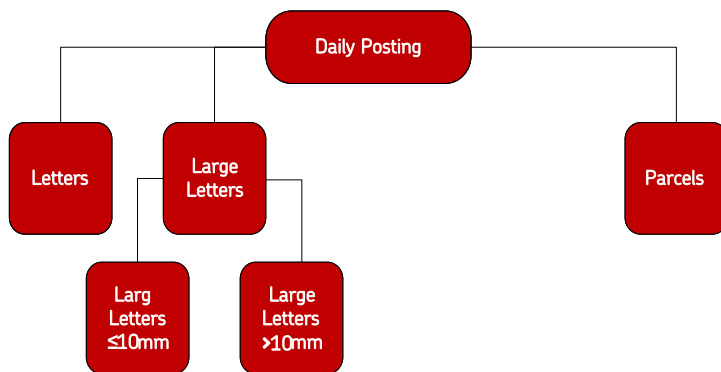 Daily Posting
Letters
Large
Letters
Parcels
Larg
Letters
≤10mm
Large
Letters
>10mm